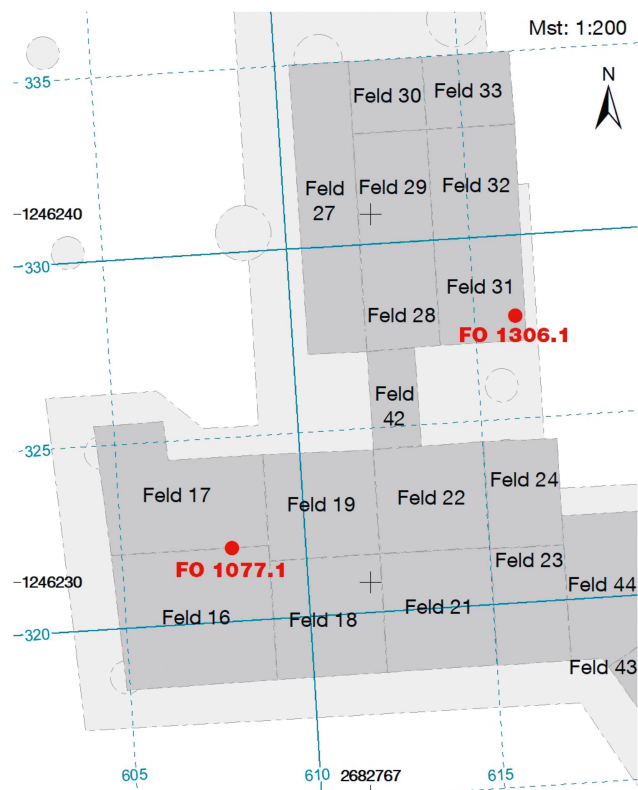 Mst: 1:200
N
335
Feld 30
Feld 33
Feld
27
Feld 29
Feld 32
1246240
330
Feld 31
Feld 28
FO 1306.1
Feld
42
325
Feld 17
Feld 19
Feld 22
Feld 24
FO 1077.1
1246230
Feld 23
Feld 44
Feld 16
Feld 18
Feld 21
320
Feld 43
605
610
2682767
615